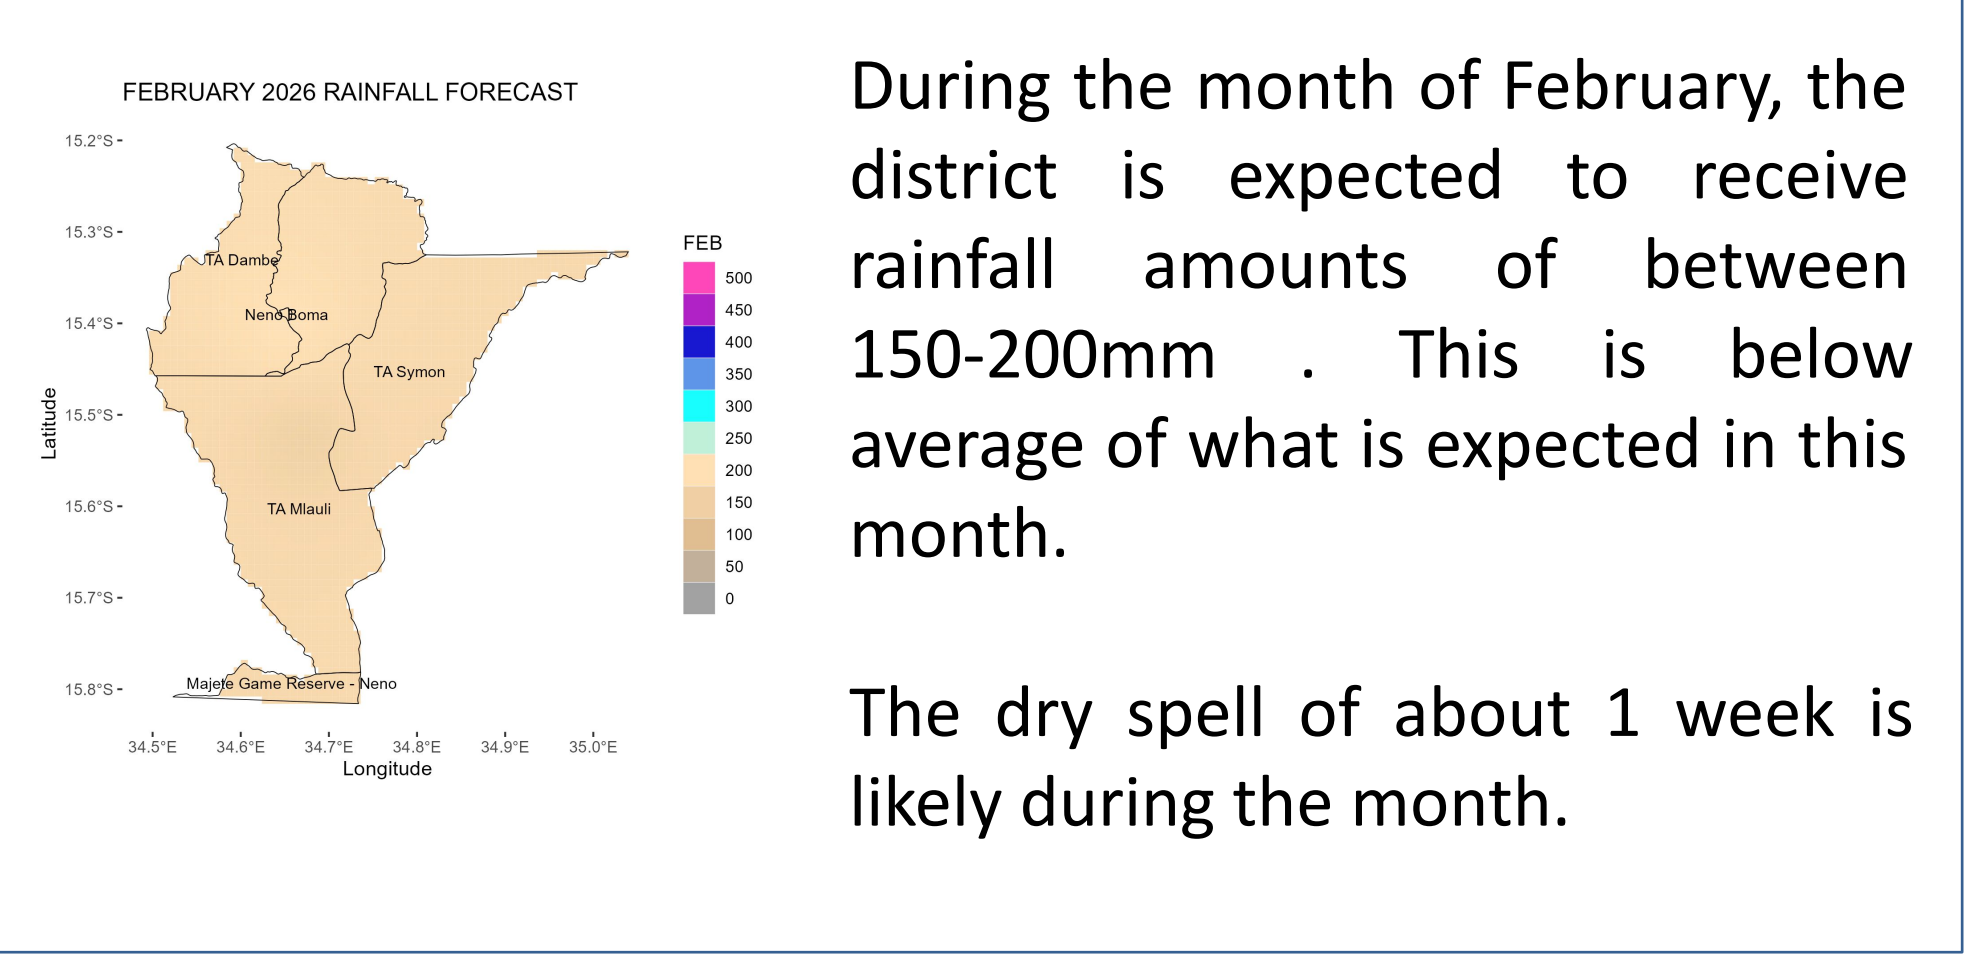 FEBRUARY 2026 RAINFALL FORECAST
15.2°S
15.3°S
15.4°S
15.5°S
15.6°S
15.7°S
15.8°S
Latitude
TA Dambe
Neno Boma
TA Symon
TA Mlauli
Majete Game Reserve - Neno
34.5°E 34.6°E 34.7°E 34.8°E 34.9°E 35.0°E
Longitude
FEB
500
450
400
350
300
250
200
150
100
50
0
During the month of February, the
district is expected to receive
rainfall amounts of between
150-200mm . This is below
average of what is expected in this
month.
The dry spell of about 1 week is
likely during the month.